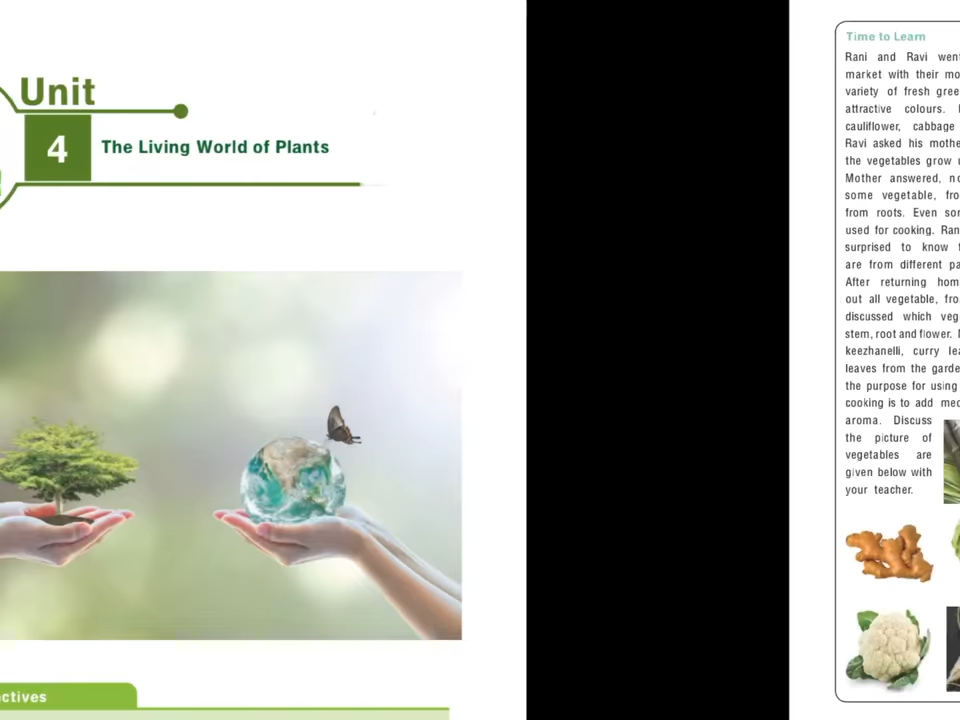 Unit
4
The Living World of Plants
ctives
Time to Learn
Rani and Ravi went
market with their mo
variety of fresh gree
attractive colours.
cauliflower, cabbage
Ravi asked his mothe
the vegetables grow u
Mother answered, no
some vegetable, fro
from roots. Even sor
used for cooking. Ran
surprised to know
are from different pa
After returning hom
out all vegetable, fro
discussed which veg
stem, root and flower.
keezhanelli, curry lea
leaves from the garde
the purpose for using
cooking is to add med
aroma. Discuss
the picture of
vegetables are
given below with
your teacher.